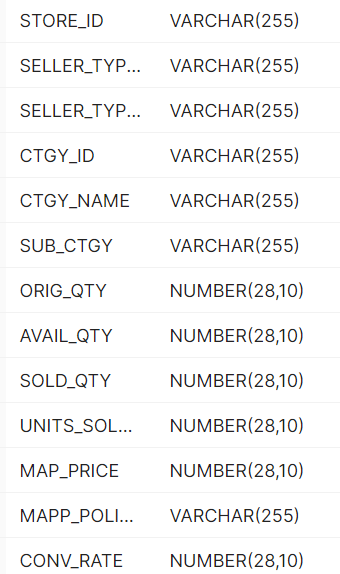 STORE_ID VARCHAR(255)
SELLER_TYP... VARCHAR(255)
SELLER_TYP... VARCHAR(255)
CTGY_ID VARCHAR(255)
CTGY_NAME VARCHAR(255)
SUB_CTGY VARCHAR(255)
ORIG_QTY NUMBER(28,10)
AVAIL_QTY NUMBER(28,10)
SOLD_QTY NUMBER(28,10)
UNITS_SOL... NUMBER(28,10)
MAP_PRICE NUMBER(28,10)
MAPP_POLI... VARCHAR(255)
CONV_RATE NUMBER(28,10)